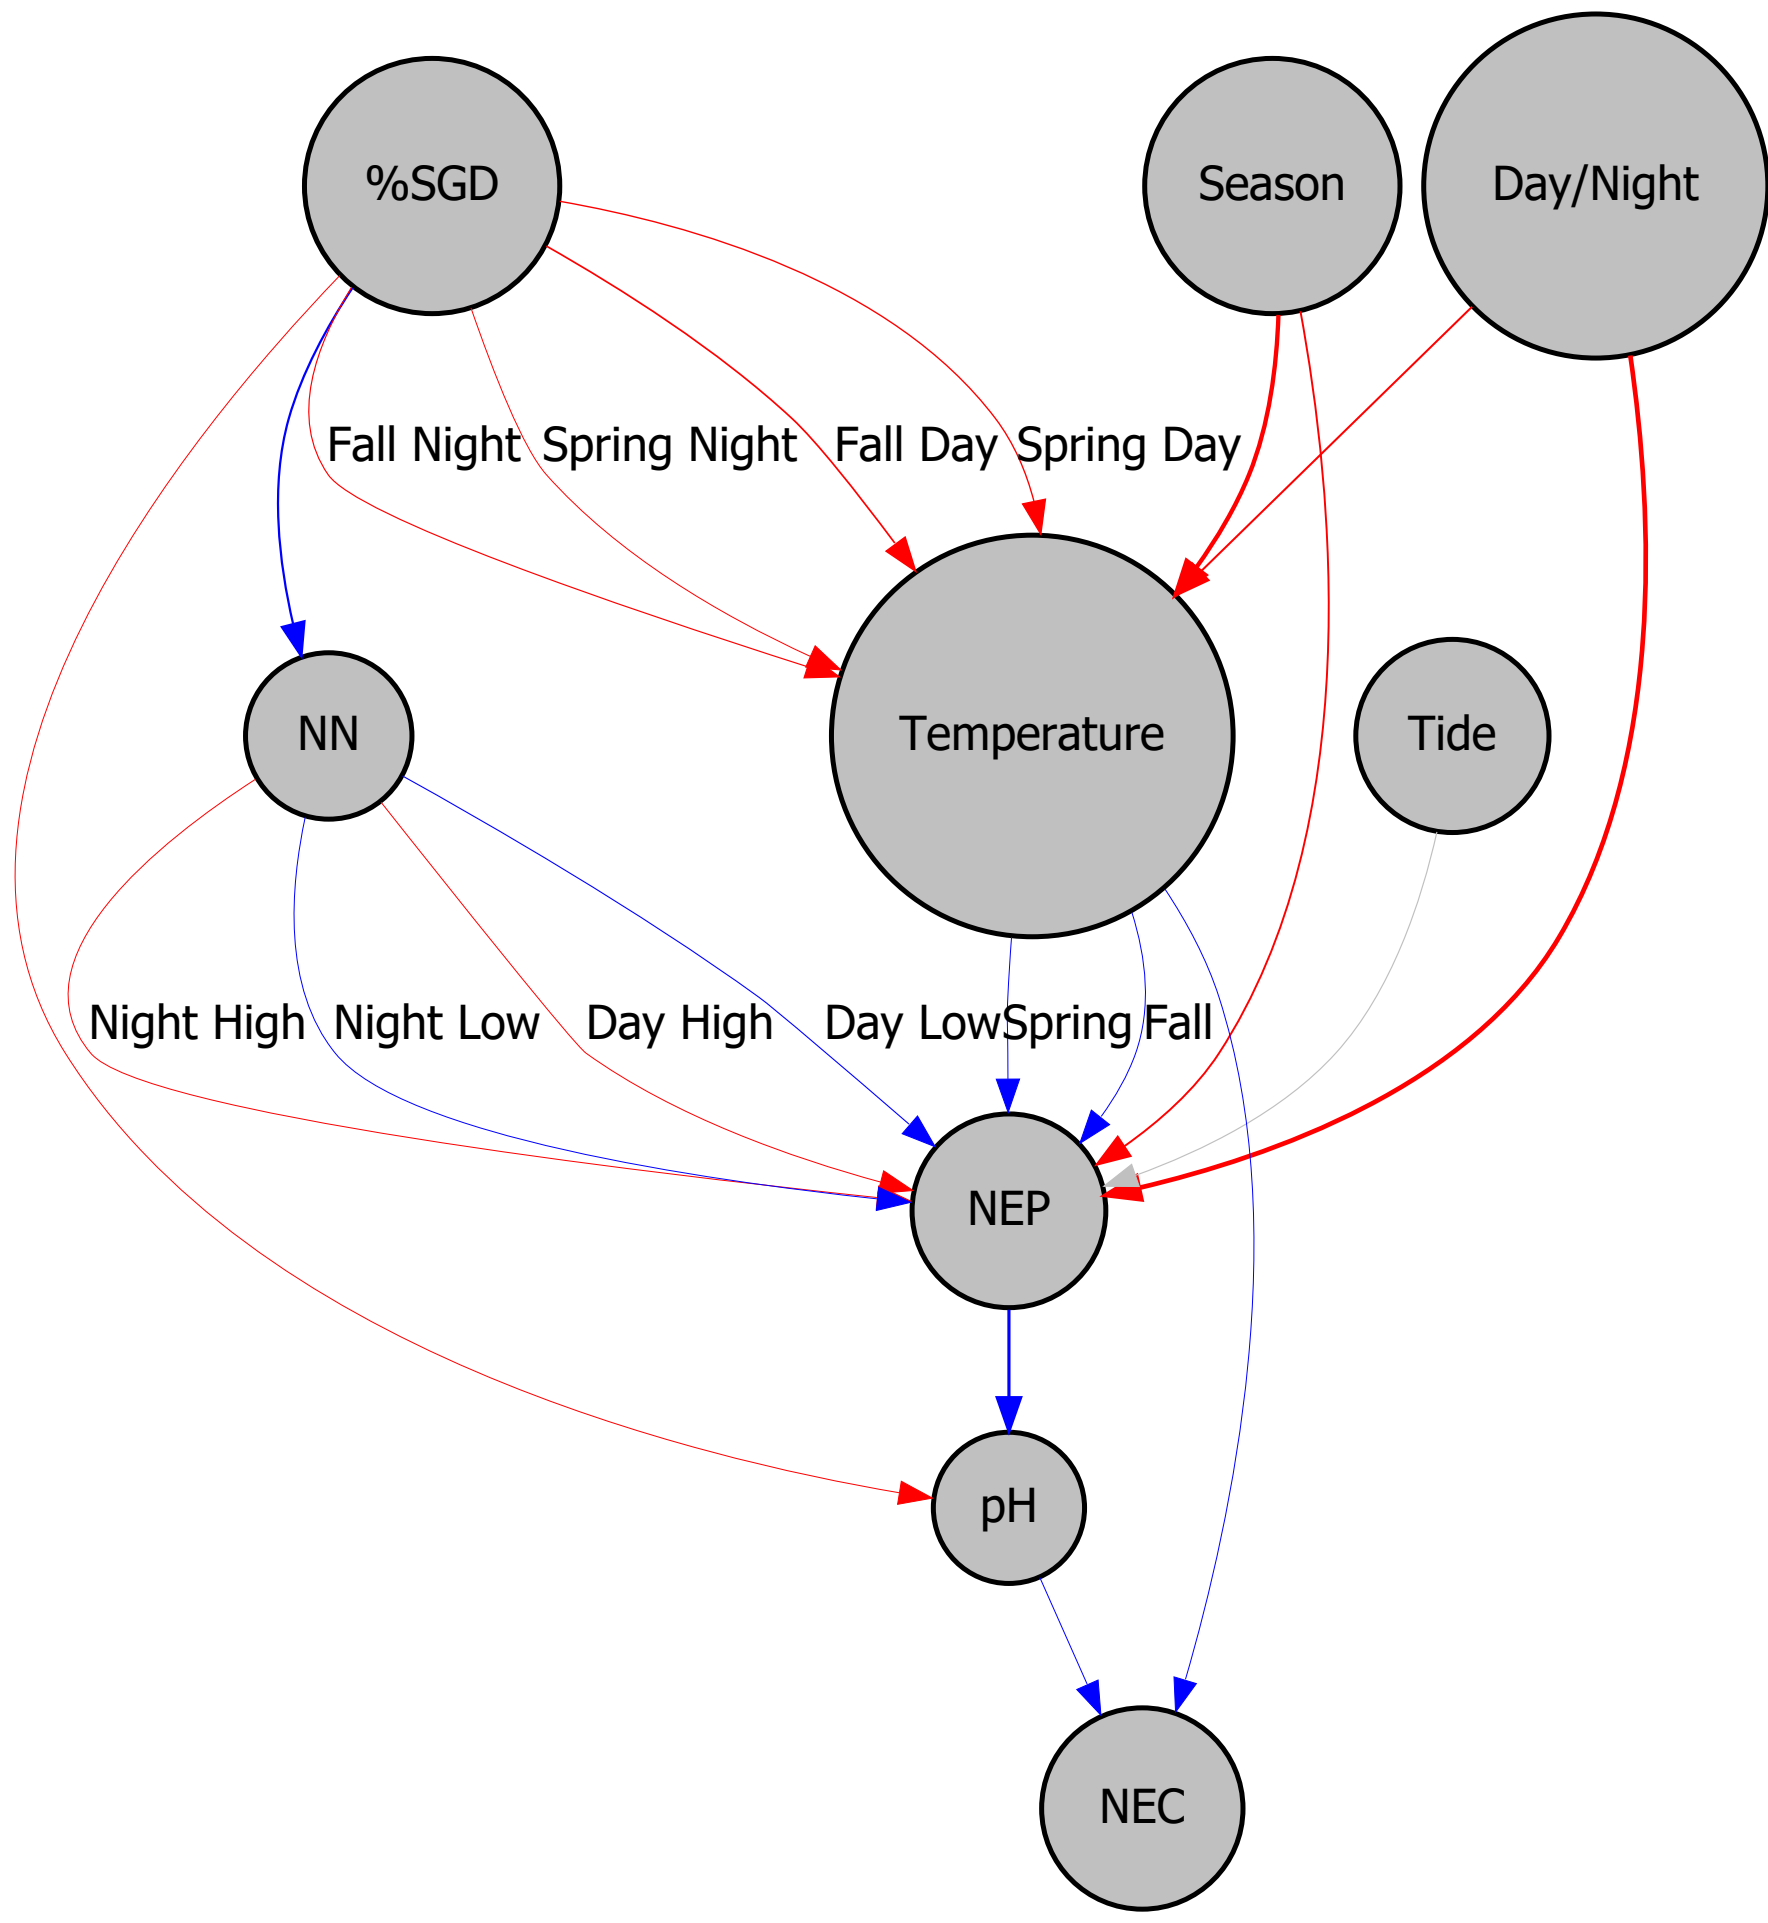 %SGD
Season
Day/Night
Fall Night
Spring Night
Fall Day
Spring Day
NN
Temperature
Tide
Night High
Night Low
Day High
Day Low
Spring
Fall
NEP
pH
NEC